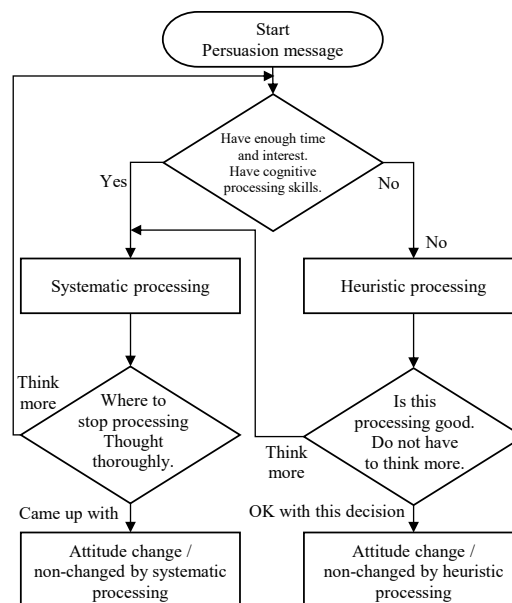 Start
Persuasion message
Have enough time
and interest.
Have cognitive
processing skills.
Yes
No
No
Systematic processing
Heuristic processing
Think
more
Where to
stop processing
Thought
thoroughly.
Think
more
Is this
processing good.
Do not have
to think more.
Came up with
OK with this decision
Attitude change /
non-changed by systematic
processing
Attitude change /
non-changed by heuristic
processing